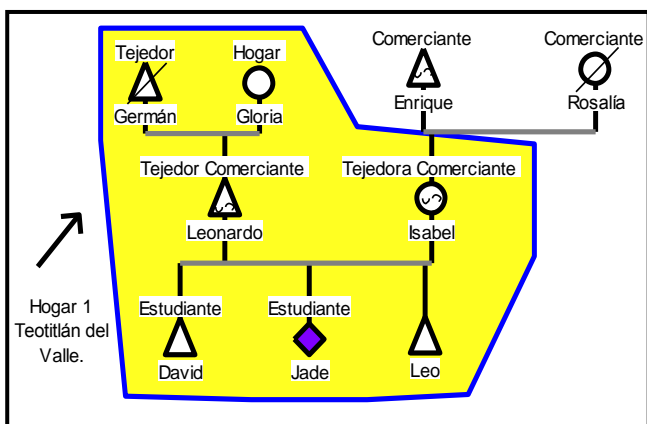 Tejedor
Hogar
Comerciante
Comerciante
Germán
Gloria
Enrique
Rosalía
Tejedor Comerciante
Tejedora Comerciante
Leonardo
Isabel
Hogar 1
Teotitlán del
Valle.
Estudiante
Estudiante
David
Jade
Leo